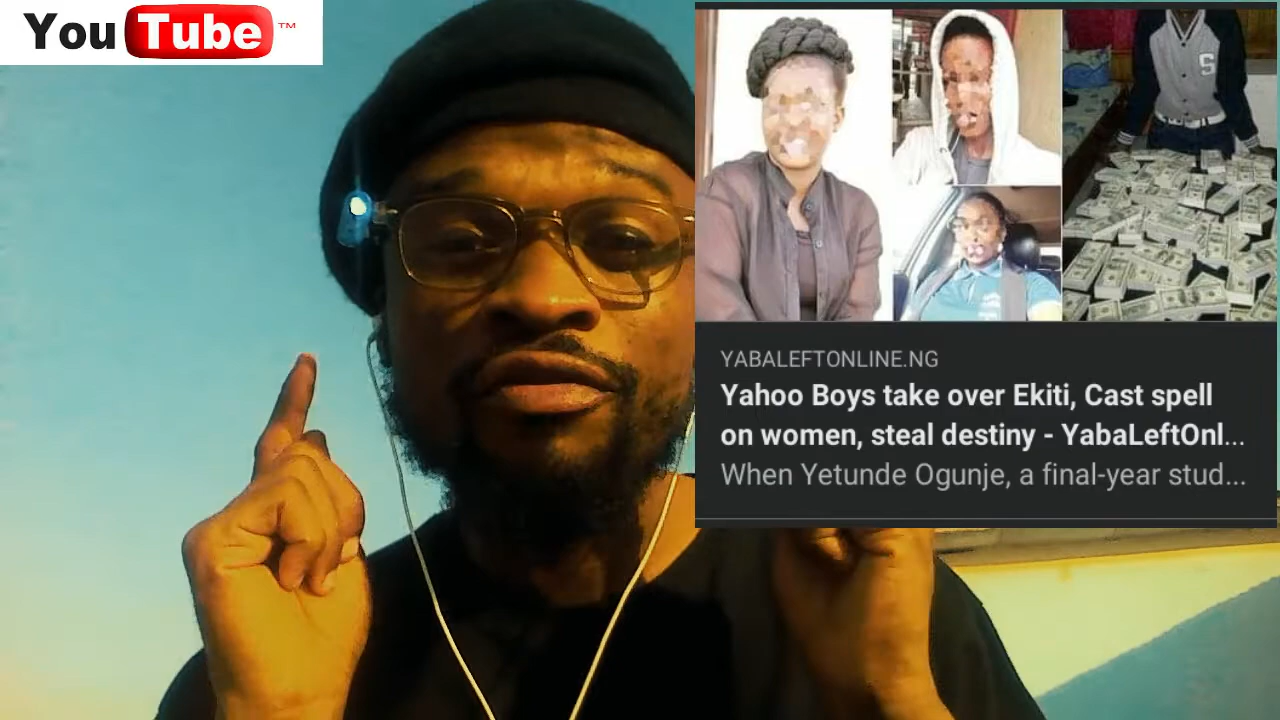 YouTube™
S
YABALEFTONLINE.NG
Yahoo Boys take over Ekiti, Cast spell
on women, steal destiny - YabaLeftOnl...
When Yetunde Ogunje, a final-year stud...